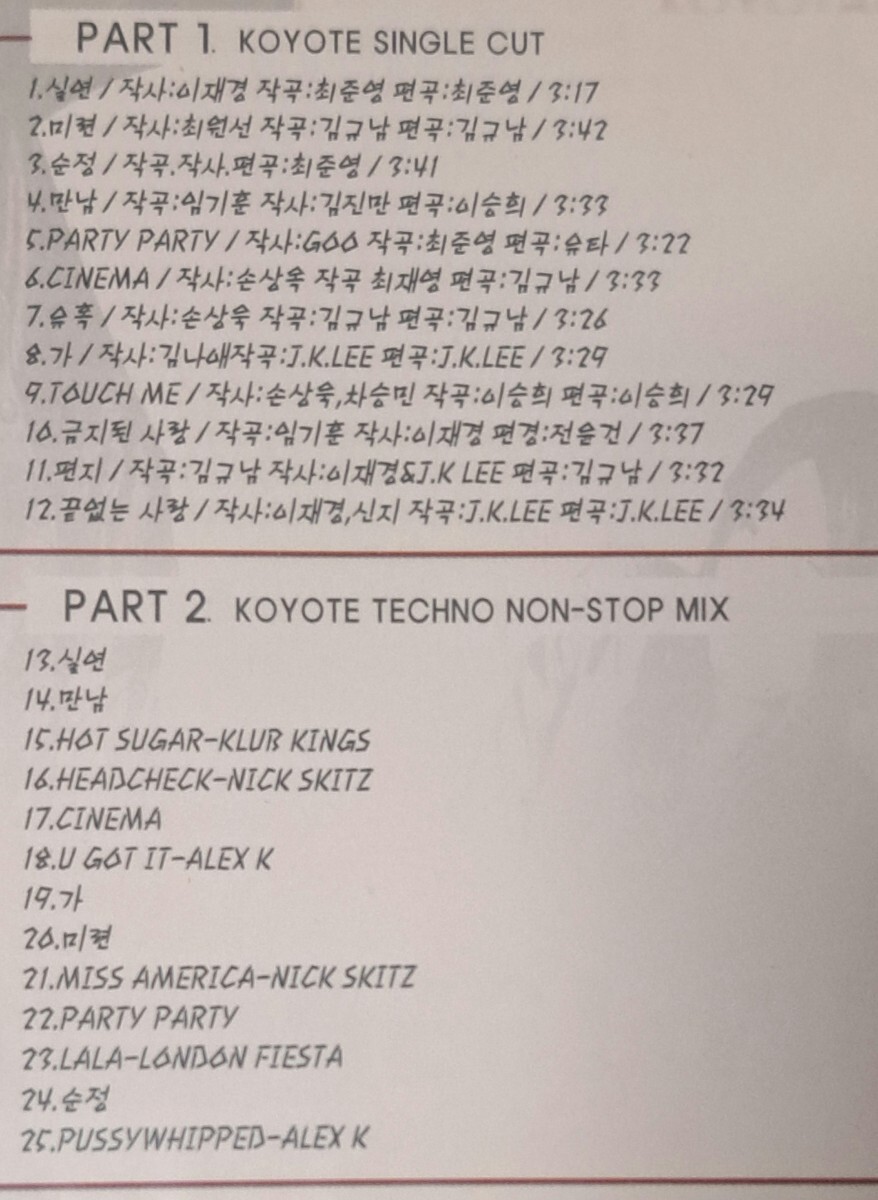 PART 1. KOYOTE SINGLE CUT
1.실연 / 작사:이재경 작곡:최준영 편곡:최준영 / 3:17
2.미련 / 작사:최원선 작곡:김규남 편곡:김규남 / 3:42
3.순정 / 작곡.작사.편곡:최준영 / 3:41
4.만남 / 작곡:임기훈 작사:김진만 편곡:이승희 / 3:33
5.PARTY PARTY / 작사:GOO 작곡:최준영 편곡:슈타 / 3:22
6.CINEMA / 작사:손상옥 작곡 최재영 편곡:김규남 / 3:33
7.유혹 / 작사:손상욱 작곡:김규남 편곡:김규남 / 3:26
8.가 / 작사:김나애작곡:J.K.LEE 편곡:J.K.LEE / 3:29
9.TOUCH ME / 작사:손상욱,차승민 작곡:이승희 편곡:이승희 / 3:29
10.금지된 사랑 / 작곡:임기훈 작사:이재경 편경:전을건 / 3:37
11.편지 / 작곡:김규남 작사:이재경&J.K LEE 편곡:김규남 / 3:32
12.끝없는 사랑 / 작사:이재경,신지 작곡:J.K.LEE 편곡:J.K.LEE / 3:34
PART 2. KOYOTE TECHNO NON-STOP MIX
13.실연
14.만남
15.HOT SUGAR-KLUB KINGS
16.HEADCHECK-NICK SKITZ
17.CINEMA
18.U GOT IT-ALEX K
19.가
20.미련
21.MISS AMERICA-NICK SKITZ
22.PARTY PARTY
23.LALA-LONDON FIESTA
24.순정
25.PUSSYWHIPPED-ALEX K